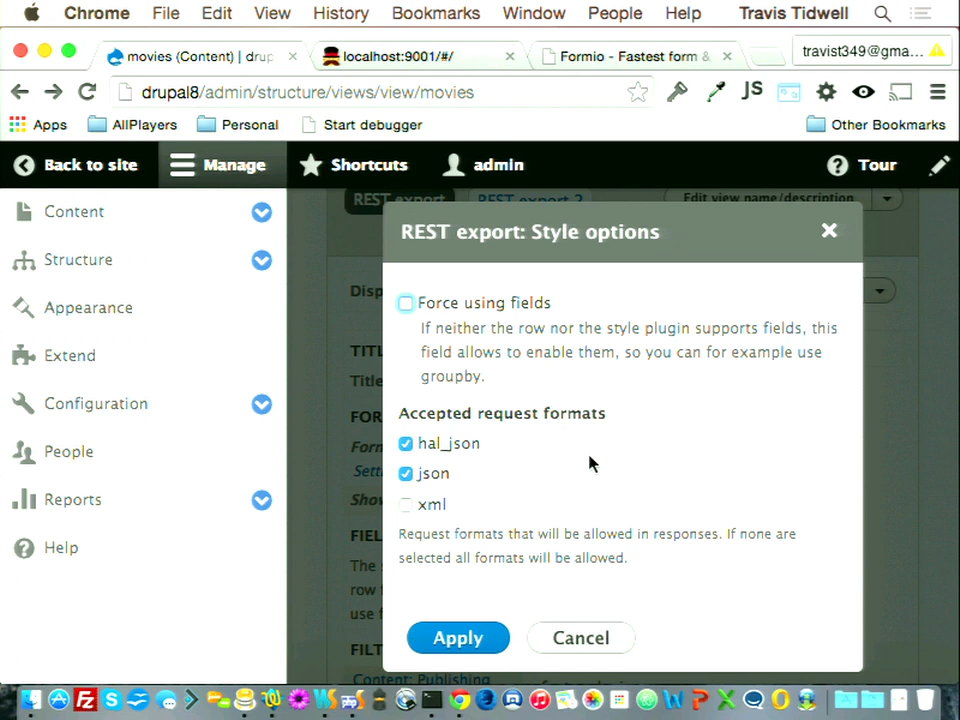 Chrome File Edit View History Bookmarks Window People Help Travis Tidwell
movies (Content) | drup localhost:9001/#/ Formio - Fastest form & travist349@gma...
drupal8/admin/structure/views/view/movies JS
Apps AllPlayers Personal Start debugger Other Bookmarks
Back to site Manage Shortcuts admin Tour
REST export REST export 2 Edit view name/description
Content
Structure
Appearance
Extend
Configuration
People
Reports
Help
Disp
TITL
Title
FOR
Form
Setti
Show
FIEL
The s
row f
use f
FILT
Content: Publishing
REST export: Style options
Force using fields
If neither the row nor the style plugin supports fields, this
field allows to enable them, so you can for example use
groupby.
Accepted request formats
hal_json
json
xml
Request formats that will be allowed in responses. If none are
selected all formats will be allowed.
Apply Cancel